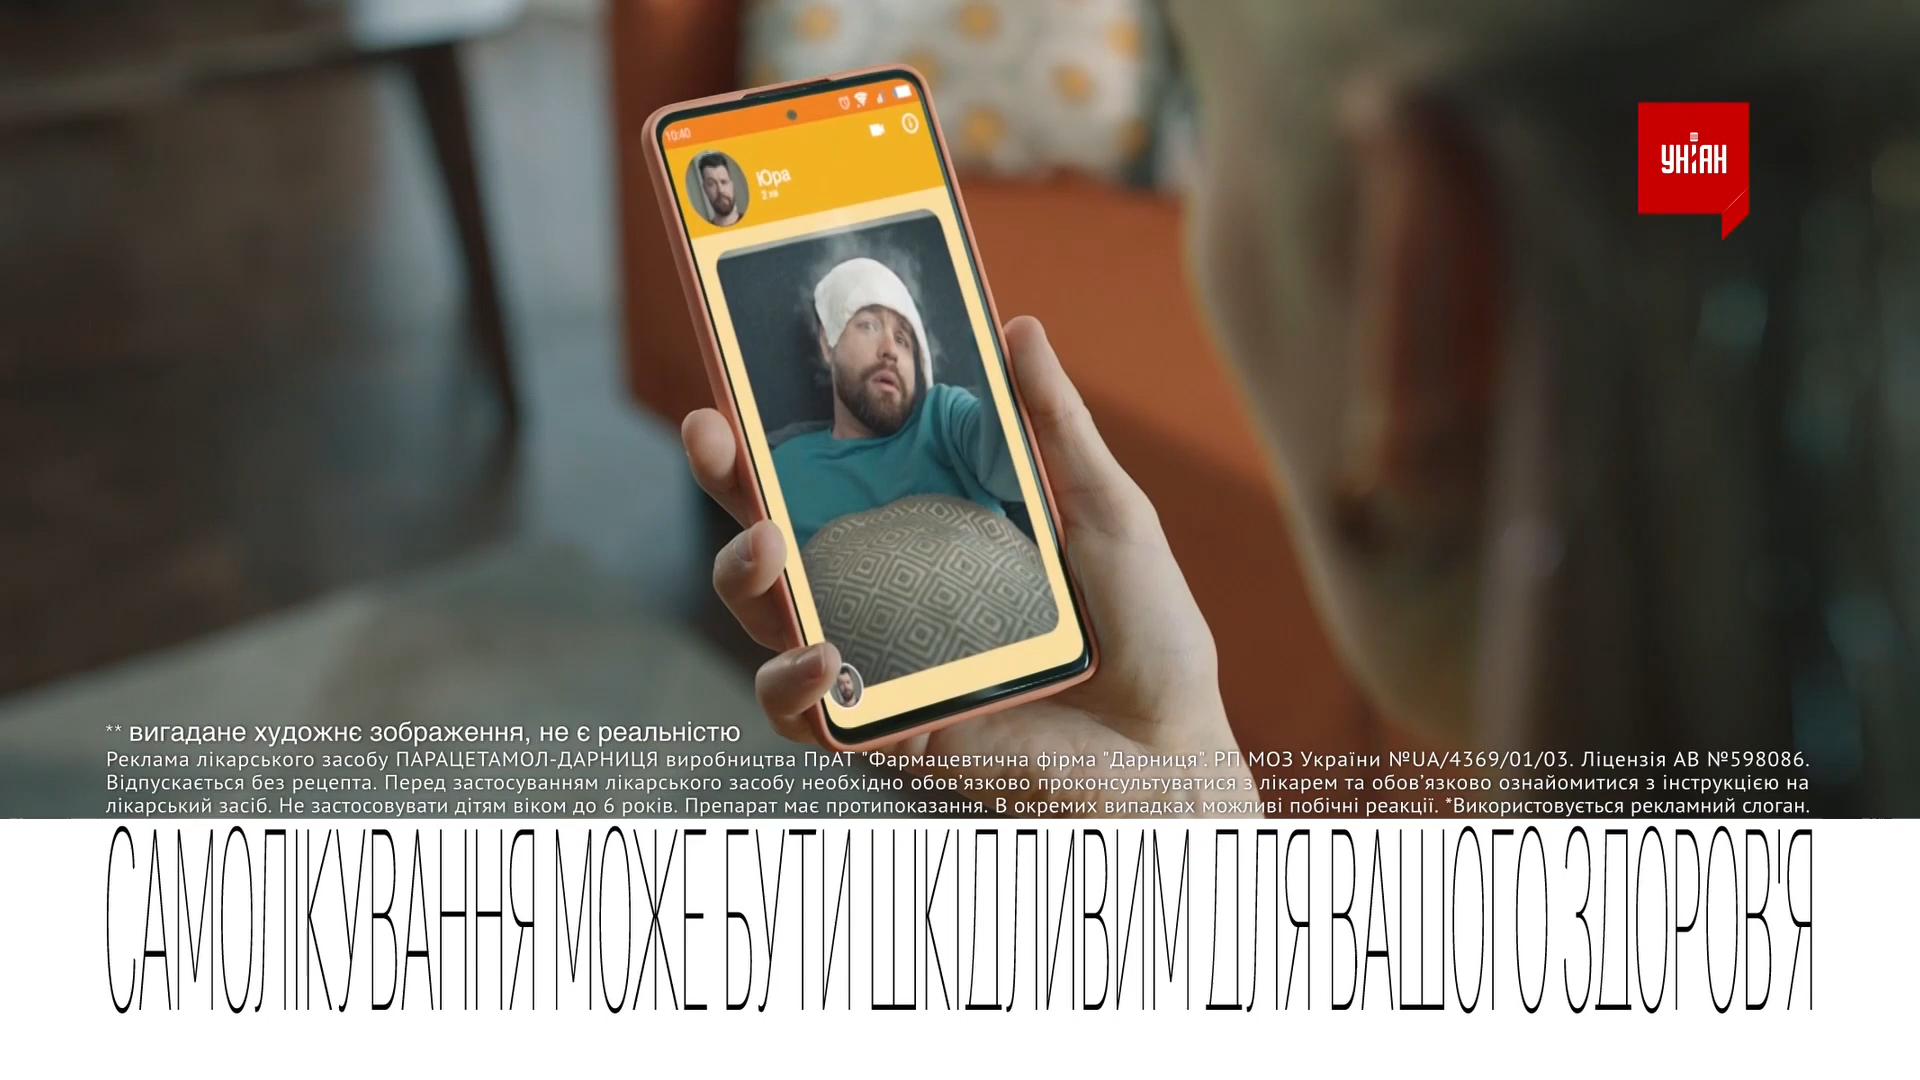 10:40
Юра
2 хв
УНІАН
** вигадане художнє зображення, не є реальністю
Реклама лікарського засобу ПАРАЦЕТАМОЛ-ДАРНИЦЯ виробництва ПрАТ "Фармацевтична фірма "Дарниця". РП МОЗ України №UA/4369/01/03. Ліцензія АВ №598086.
Відпускається без рецепта. Перед застосуванням лікарського засобу необхідно обов’язково проконсультуватися з лікарем та обов’язково ознайомитися з інструкцією на
лікарський засіб. Не застосовувати дітям віком до 6 років. Препарат має протипоказання. В окремих випадках можливі побічні реакції. *Використовується рекламний слоган.
САМОЛІКУВАННЯ МОЖЕ БУТИ ШКІДЛИВИМ ДЛЯ ВАШОГО ЗДОРОВ'Я